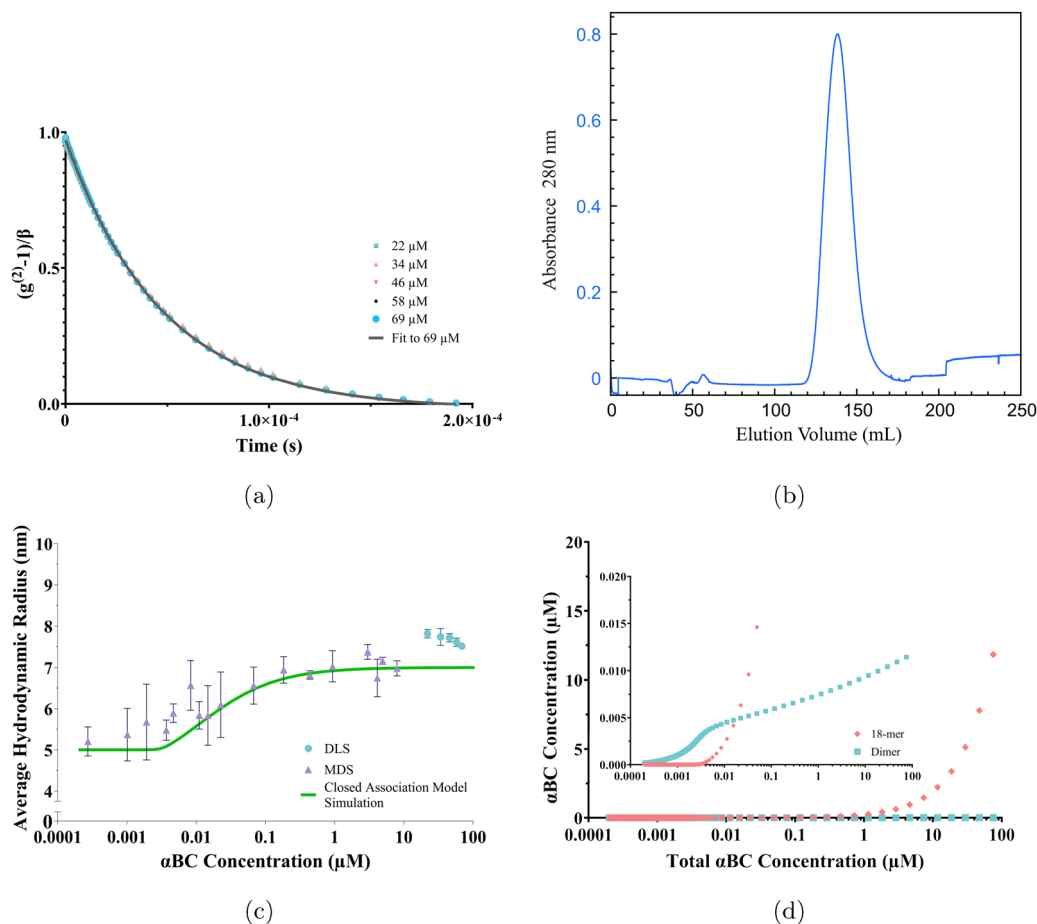 1.0
0.5
0.0
0
1.0×10⁻⁴
2.0×10⁻⁴
(g⁽²⁾-1)/β
Time (s)
22 µM
34 µM
46 µM
58 µM
69 µM
Fit to 69 µM
(a)
0.8
0.6
0.4
0.2
0
0 50 100 150 200 250
Absorbance 280 nm
Elution Volume (mL)
(b)
10
9
8
7
6
5
4
0
0.0001 0.001 0.01 0.1 1 10 100
Average Hydrodynamic Radius (nm)
αBC Concentration (µM)
DLS
MDS
Closed Association Model
Simulation
(c)
20
15
10
5
0
0.0001 0.001 0.01 0.1 1 10 100
αBC Concentration (µM)
Total αBC Concentration (µM)
0.020
0.015
0.010
0.005
0.000
0.0001 0.001 0.01 0.1 1 10 100
18-mer
Dimer
(d)